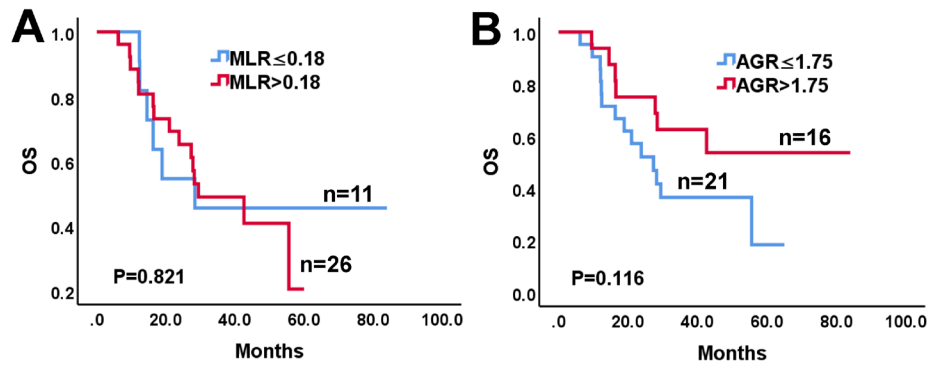 A
1.0
0.8
0.6
0.4
0.2
OS
MLR≤0.18
MLR>0.18
n=11
n=26
P=0.821
.0 20.0 40.0 60.0 80.0 100.0
Months
B
1.0
0.8
0.6
0.4
0.2
0.0
OS
AGR≤1.75
AGR>1.75
n=16
n=21
P=0.116
.0 20.0 40.0 60.0 80.0 100.0
Months